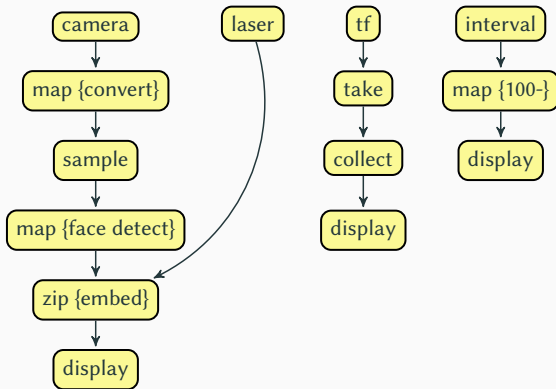 camera
laser
tf
interval
map {convert}
take
map {100-}
sample
collect
display
map {face detect}
display
zip {embed}
display